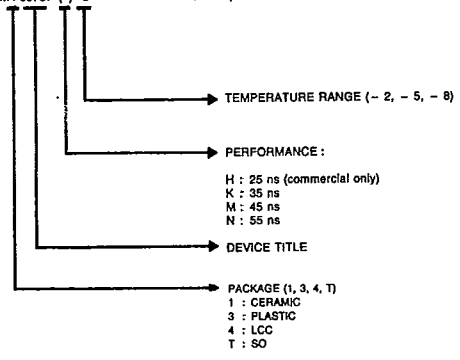 TEMPERATURE RANGE (– 2, – 5, – 8)
PERFORMANCE :
H : 25 ns (commercial only)
K : 35 ns
M : 45 ns
N : 55 ns
DEVICE TITLE
PACKAGE (1, 3, 4, T)
1 : CERAMIC
3 : PLASTIC
4 : LCC
T : SO